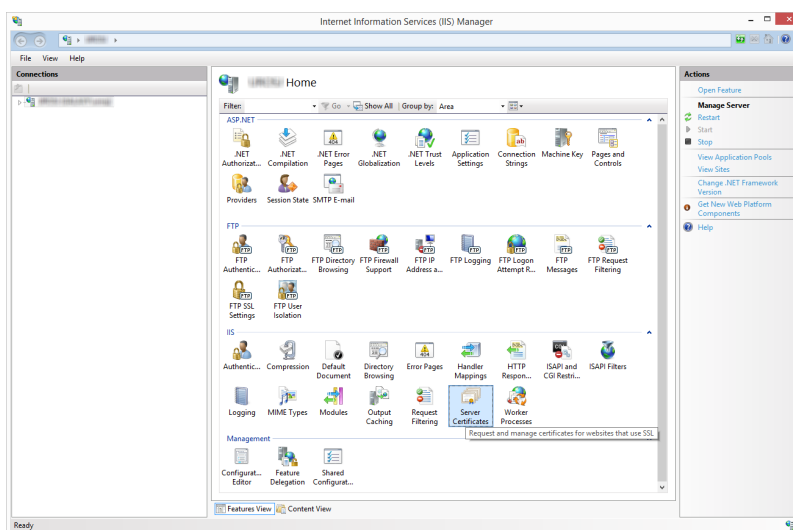 Internet Information Services (IIS) Manager
File View Help
Connections
Home
Filter: Go Show All Group by: Area
ASP.NET
.NET Authorizat... .NET Compilation .NET Error Pages .NET Globalization .NET Trust Levels Application Settings Connection Strings Machine Key Pages and Controls
Providers Session State SMTP E-mail
FTP
FTP Authentic... FTP Authorizat... FTP Directory Browsing FTP Firewall Support FTP IP Address a... FTP Logging FTP Logon Attempt R... FTP Messages FTP Request Filtering
FTP SSL Settings FTP User Isolation
IIS
Authentic... Compression Default Document Directory Browsing Error Pages Handler Mappings HTTP Respon... ISAPI and CGI Restri... ISAPI Filters
Logging MIME Types Modules Output Caching Request Filtering Server Certificates Worker Processes
Request and manage certificates for websites that use SSL
Management
Configurat... Editor Feature Delegation Shared Configurat...
Features View Content View
Actions
Open Feature
Manage Server
Restart
Start
Stop
View Application Pools
View Sites
Change .NET Framework
Version
Get New Web Platform
Components
Help
Ready